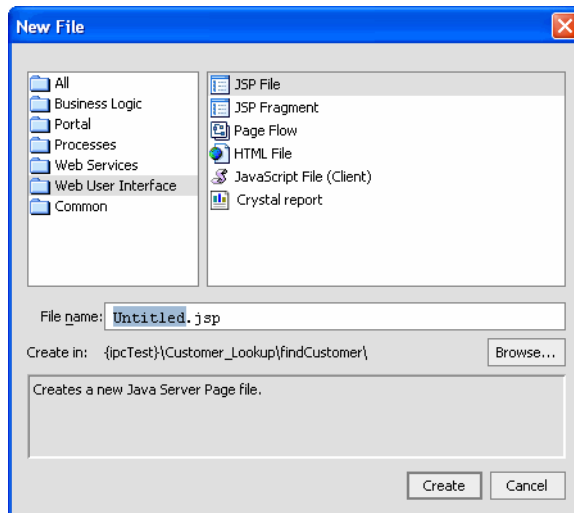 New File
All
Business Logic
Portal
Processes
Web Services
Web User Interface
Common
JSP File
JSP Fragment
Page Flow
HTML File
JavaScript File (Client)
Crystal report
File name: Untitled.jsp
Create in: {ipcTest}\Customer_Lookup\findCustomer\ Browse...
Creates a new Java Server Page file.
Create Cancel